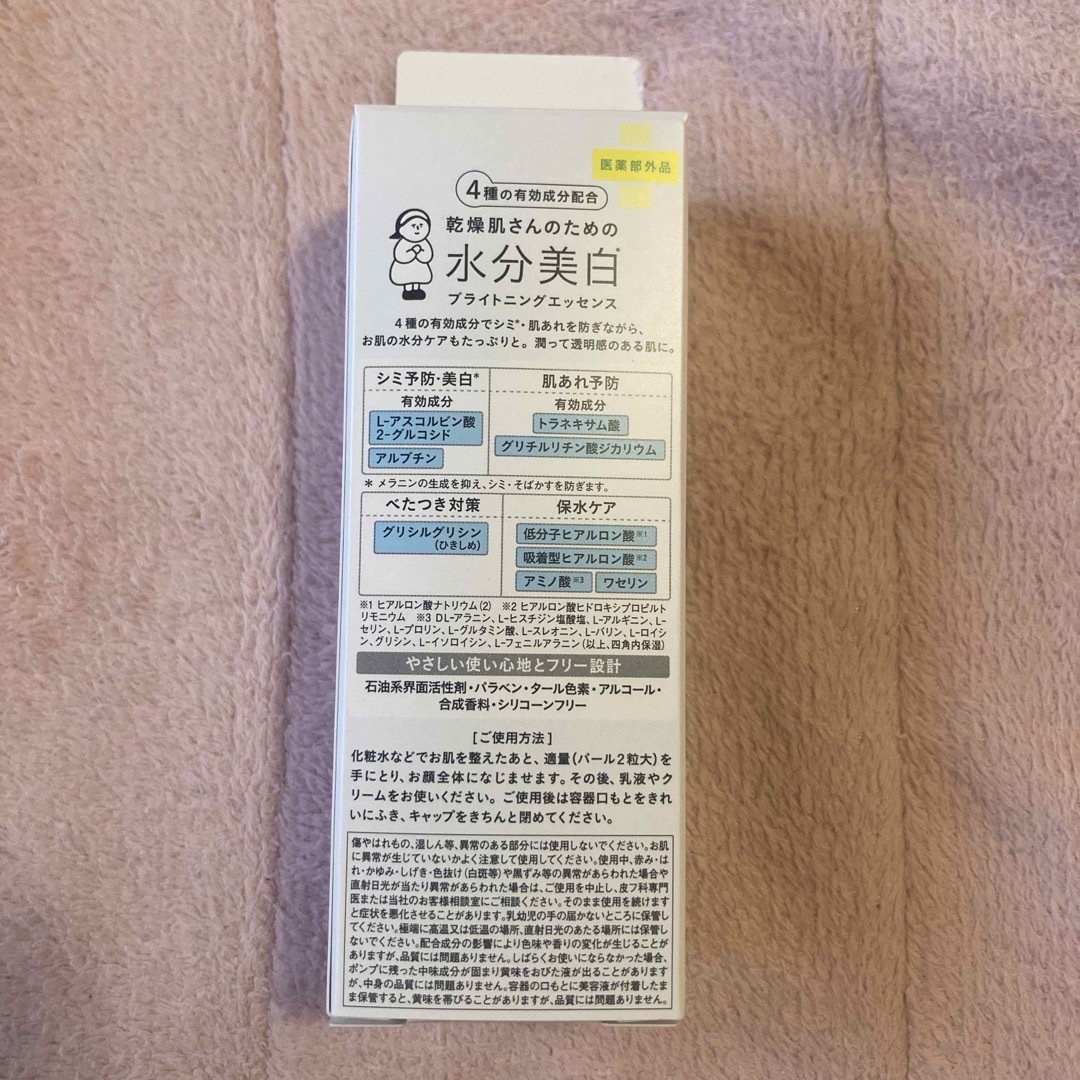 医薬部外品
4種の有効成分配合
乾燥肌さんのための
水分美白*
ブライトニングエッセンス
4種の有効成分でシミ*・肌あれを防ぎながら、
お肌の水分ケアもたっぷりと。潤って透明感のある肌に。
シミ予防・美白*
有効成分
L-アスコルビン酸
2-グルコシド
アルブチン
肌あれ予防
有効成分
トラネキサム酸
グリチルリチン酸ジカリウム
* メラニンの生成を抑え、シミ・そばかすを防ぎます。
べたつき対策
グリシルグリシン
(ひきしめ)
保水ケア
低分子ヒアルロン酸※1
吸着型ヒアルロン酸※2
アミノ酸※3 ワセリン
※1 ヒアルロン酸ナトリウム(2) ※2 ヒアルロン酸ヒドロキシプロピルト
リモニウム ※3 DL-アラニン、L-ヒスチジン塩酸塩、L-アルギニン、L-
セリン、L-プロリン、L-グルタミン酸、L-スレオニン、L-バリン、L-ロイシ
ン、グリシン、L-イソロイシン、L-フェニルアラニン(以上、四角内保湿)
やさしい使い心地とフリー設計
石油系界面活性剤・パラベン・タール色素・アルコール・
合成香料・シリコーンフリー
[ご使用方法]
化粧水などでお肌を整えたあと、適量(パール2粒大)を
手にとり、お顔全体になじませます。その後、乳液やク
リームをお使いください。ご使用後は容器口もとをきれ
いにふき、キャップをきちんと閉めてください。
傷やはれもの、湿しん等、異常のある部分には使用しないでください。お肌
に異常が生じていないかよく注意して使用してください。使用中、赤み・は
れ・かゆみ・しげき・色抜け(白斑等)や黒ずみ等の異常があらわれた場合や
直射日光が当たり異常があらわれた場合は、ご使用を中止し、皮フ科専門
医または当社のお客様相談室にご相談ください。そのまま使用を続けます
と症状を悪化させることがあります。乳幼児の手の届かないところに保管し
てください。極端に高温又は低温の場所、直射日光のあたる場所には保管し
ないでください。配合成分の影響により色味や香りの変化が生じることが
ありますが、品質には問題ありません。しばらくお使いにならなかった場合、
ポンプに残った中味成分が固まり黄味をおびた液が出ることがあります
が、中身の品質には問題ありません。容器の口もとに美容液が付着したま
ま保管すると、黄味を帯びることがありますが、品質には問題ありません。